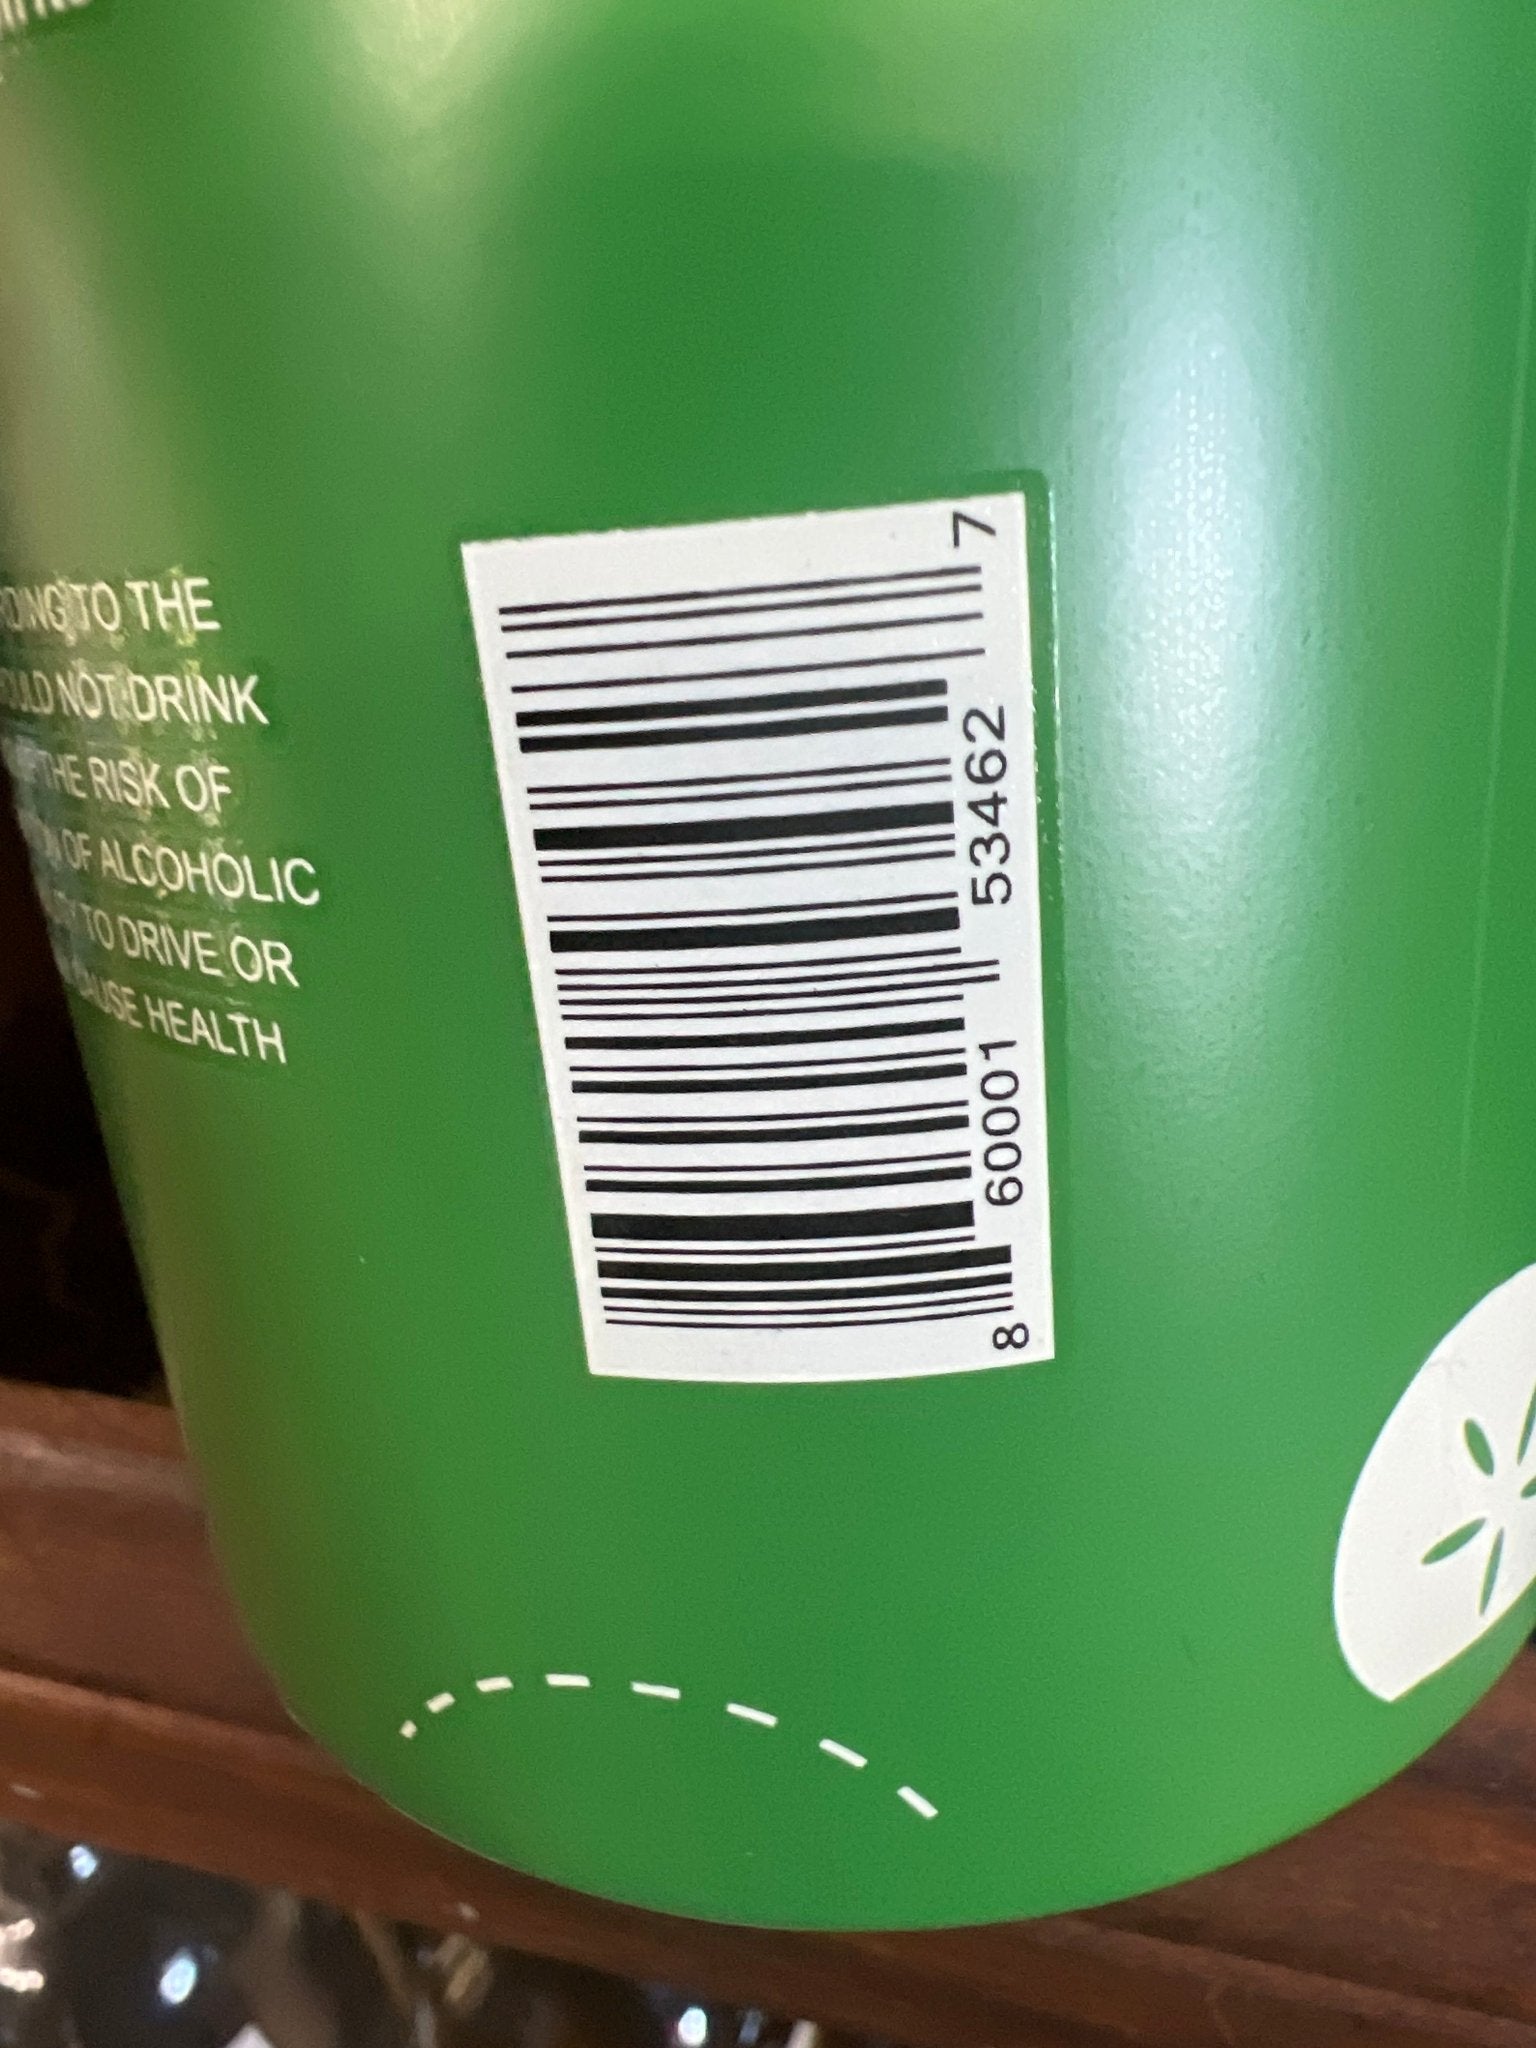 TO THE
NOT DRINK
THE RISK OF
OF ALCOHOLIC
TO DRIVE OR
HEALTH
8 60001 53462 7